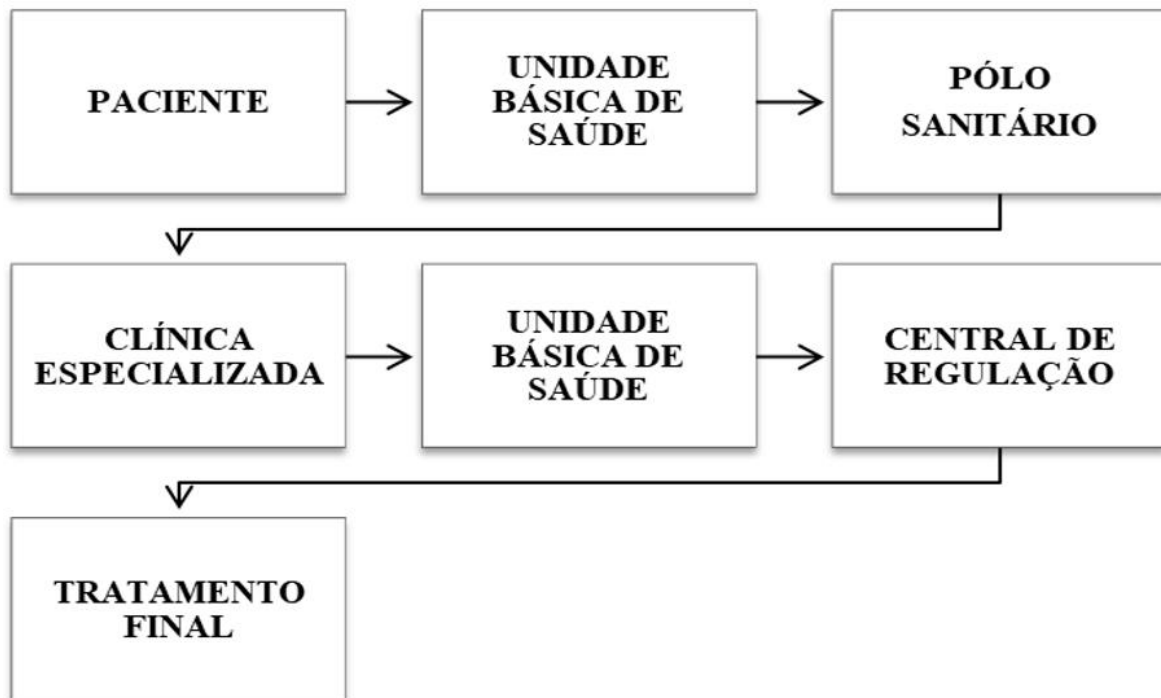 PACIENTE
UNIDADE
BÁSICA DE
SAÚDE
PÓLO
SANITÁRIO
CLÍNICA
ESPECIALIZADA
UNIDADE
BÁSICA DE
SAÚDE
CENTRAL DE
REGULAÇÃO
TRATAMENTO
FINAL